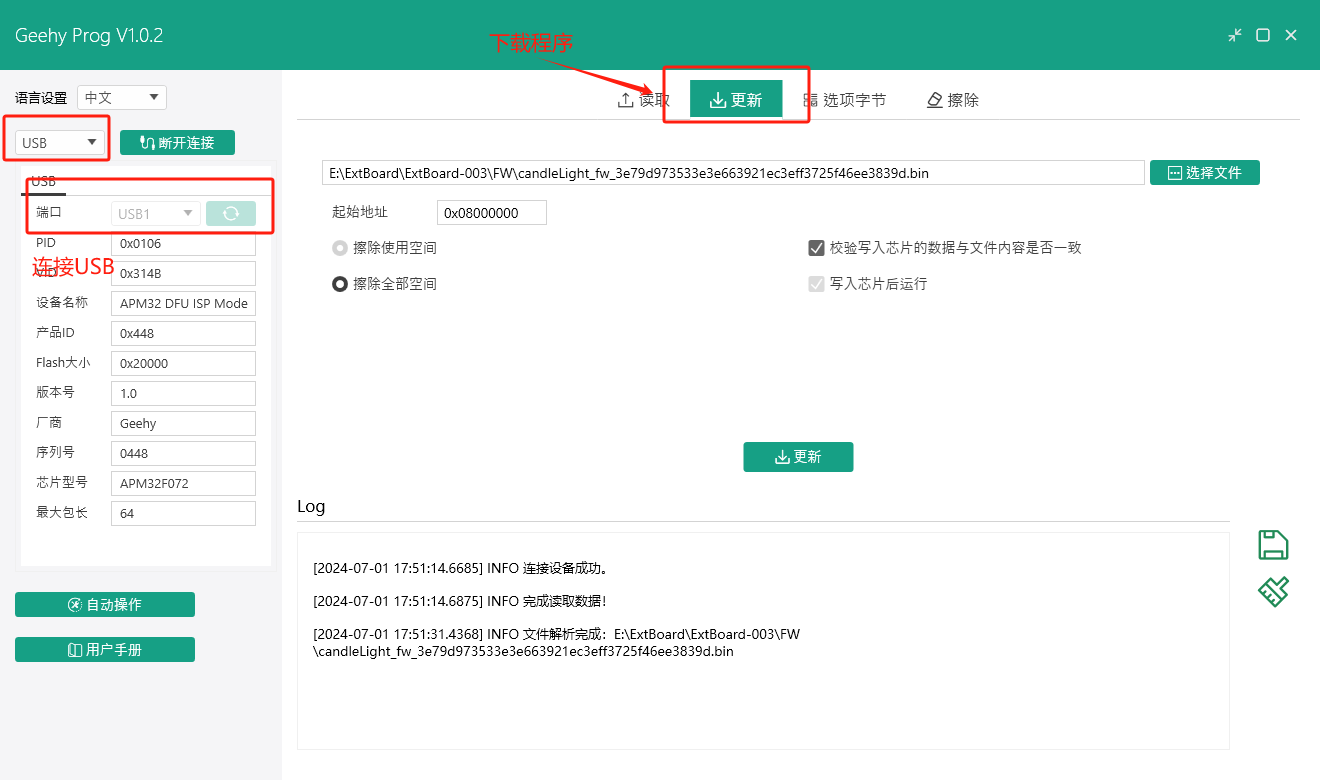 Geehy Prog V1.0.2
下载程序
语言设置 中文
读取 更新 选项字节 擦除
USB 断开连接
USB
E:\ExtBoard\ExtBoard-003\FW\candleLight_fw_3e79d973533e3e663921ec3eff3725f46ee3839d.bin 选择文件
端口 USB1
起始地址 0x08000000
PID 0x0106
擦除使用空间 校验写入芯片的数据与文件内容是否一致
连接USB
VID 0x314B
擦除全部空间 写入芯片后运行
设备名称 APM32 DFU ISP Mode
产品ID 0x448
Flash大小 0x20000
版本号 1.0
厂商 Geehy
序列号 0448
更新
芯片型号 APM32F072
最大包长 64
Log
[2024-07-01 17:51:14.6685] INFO 连接设备成功。
[2024-07-01 17:51:14.6875] INFO 完成读取数据!
[2024-07-01 17:51:31.4368] INFO 文件解析完成：E:\ExtBoard\ExtBoard-003\FW
\candleLight_fw_3e79d973533e3e663921ec3eff3725f46ee3839d.bin
自动操作
用户手册